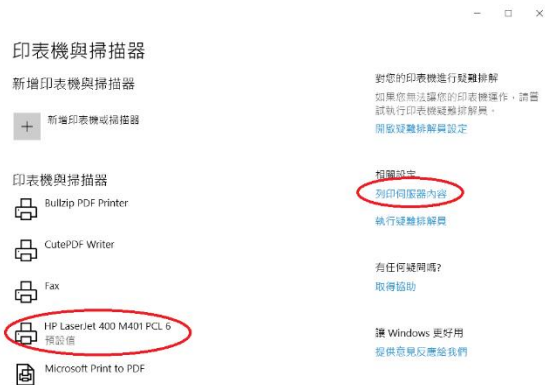 印表機與掃描器
新增印表機與掃描器
新增印表機或掃描器
印表機與掃描器
Bullzip PDF Printer
CutePDF Writer
Fax
HP LaserJet 400 M401 PCL 6
預設值
Microsoft Print to PDF
對您的印表機進行疑難排解
如果您無法讓您的印表機運作，請嘗
試執行印表機疑難排解員。
開啟疑難排解員設定
相關設定
列印伺服器內容
執行疑難排解員
有任何疑問嗎?
取得協助
讓 Windows 更好用
提供意見反應給我們